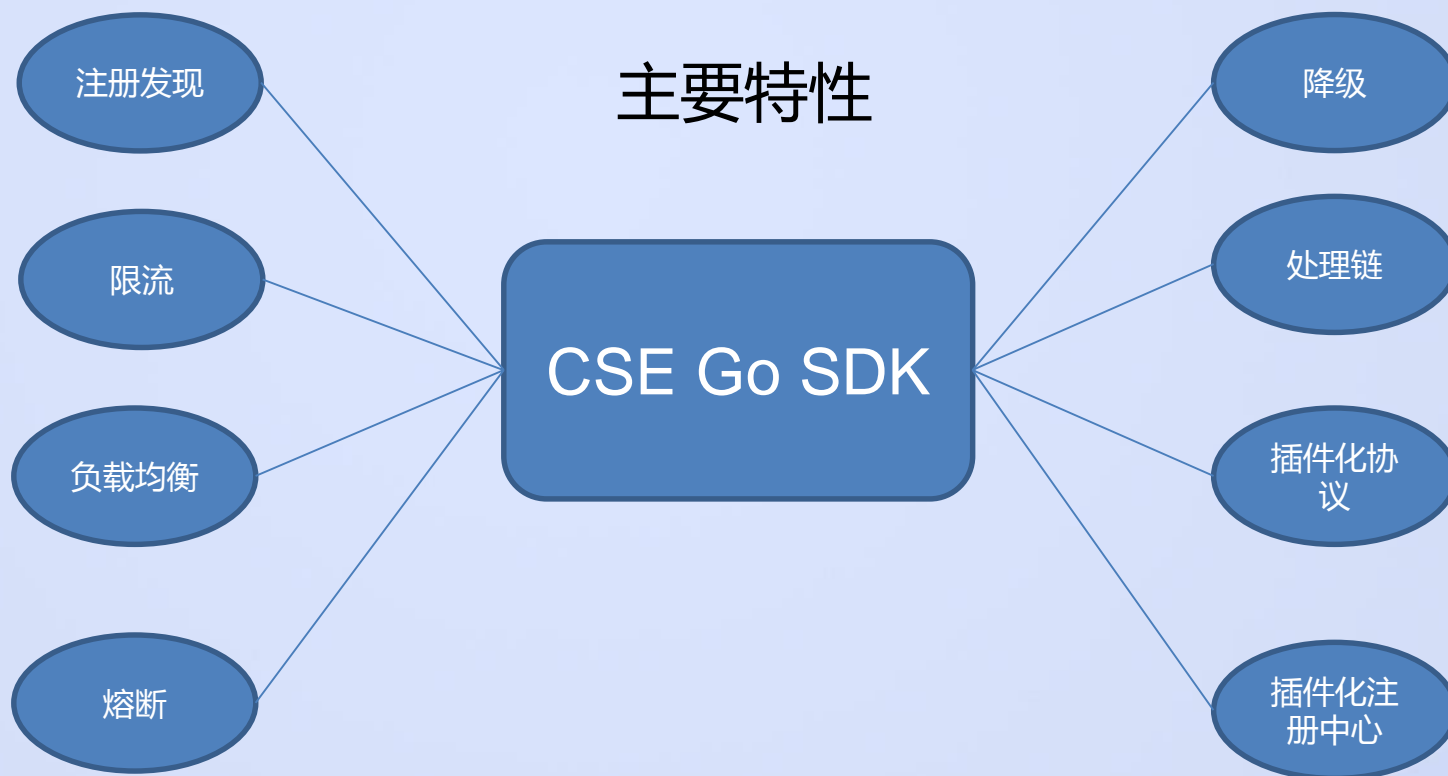 主要特性
注册发现
限流
负载均衡
熔断
CSE Go SDK
降级
处理链
插件化协
议
插件化注
册中心